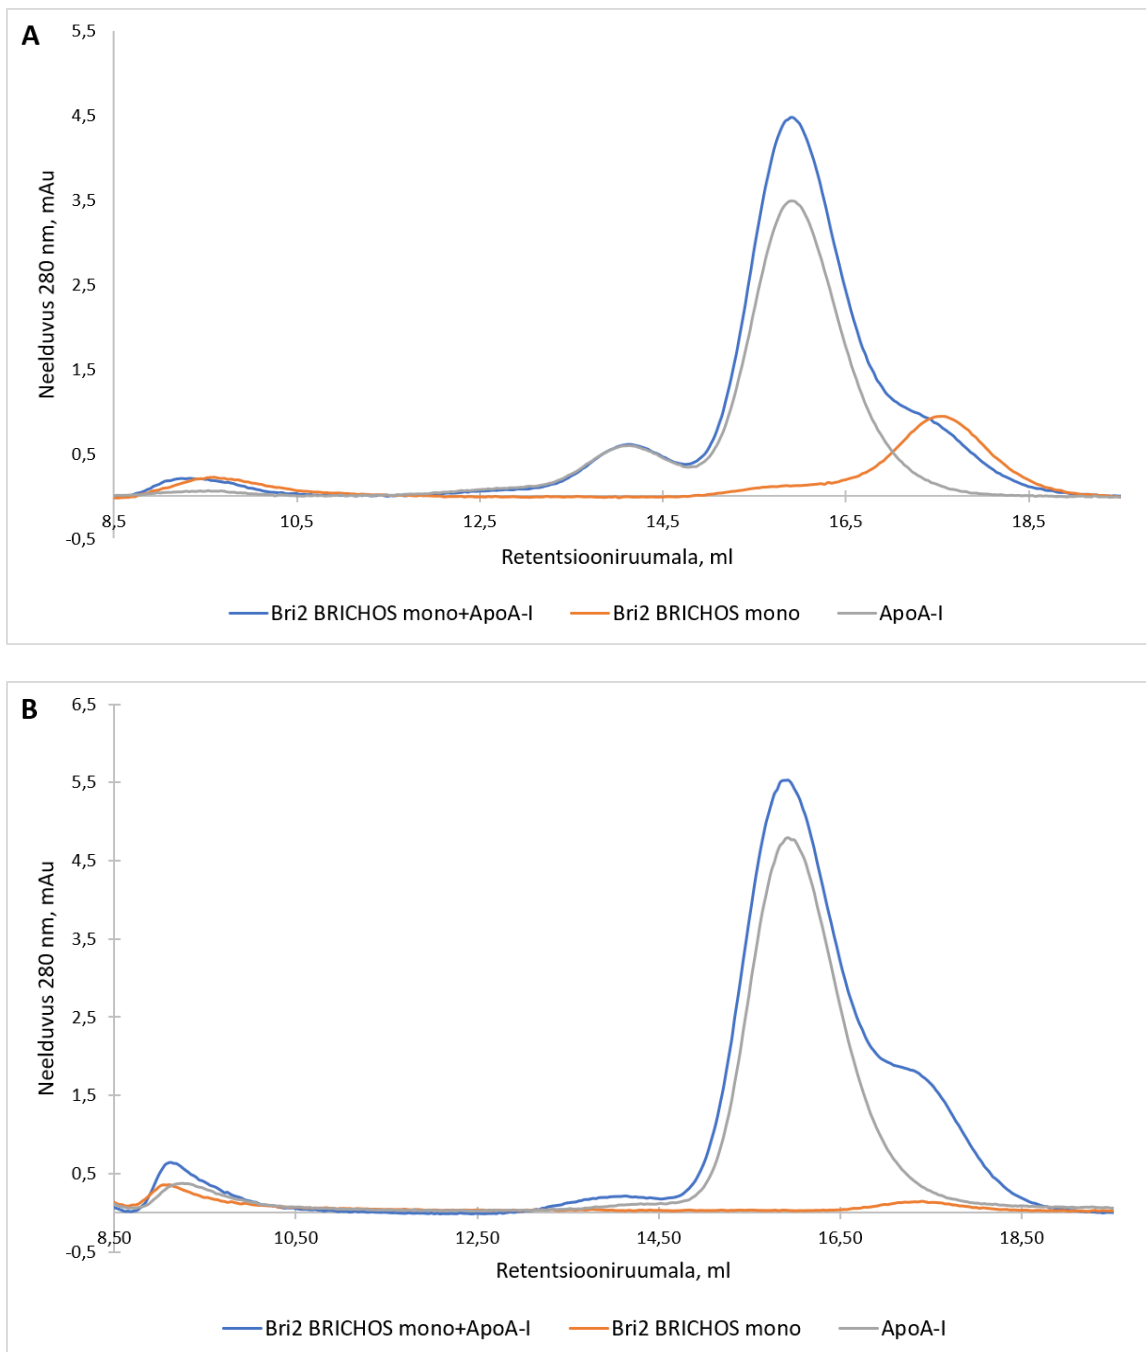 A
5,5
4,5
3,5
2,5
1,5
0,5
-0,5
Neelduvus 280 nm, mAu
8,5 10,5 12,5 14,5 16,5 18,5
Retentsiooniruumala, ml
Bri2 BRICHOS mono+ApoA-I Bri2 BRICHOS mono ApoA-I
B
6,5
5,5
4,5
3,5
2,5
1,5
0,5
-0,5
Neelduvus 280 nm, mAu
8,50 10,50 12,50 14,50 16,50 18,50
Retentsiooniruumala, ml
Bri2 BRICHOS mono+ApoA-I Bri2 BRICHOS mono ApoA-I